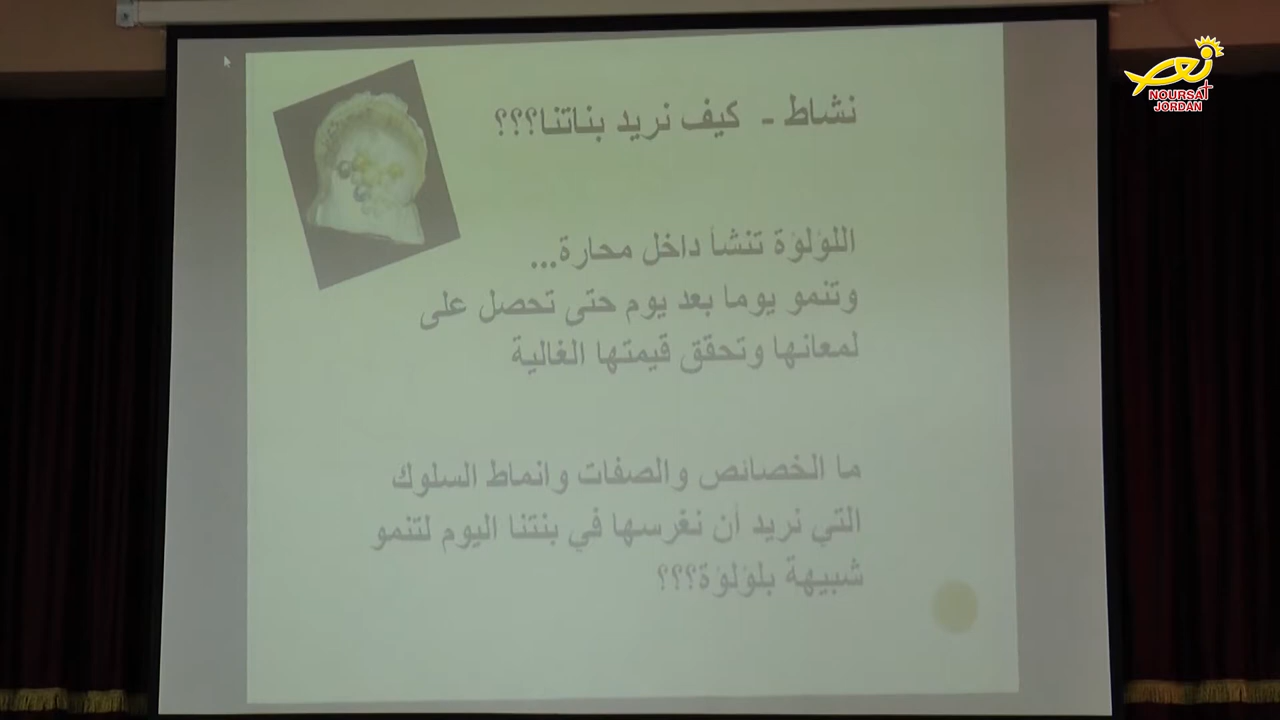 نشاط - كيف نريد بناتنا؟؟؟
اللؤلؤة تنشأ داخل محارة...
وتنمو يوما بعد يوم حتى تحصل على
لمعانها وتحقق قيمتها الغالية
ما الخصائص والصفات وانماط السلوك
التي نريد أن نغرسها في بنتنا اليوم لتنمو
شبيهة بلؤلؤة؟؟؟
NOURSAT
JORDAN